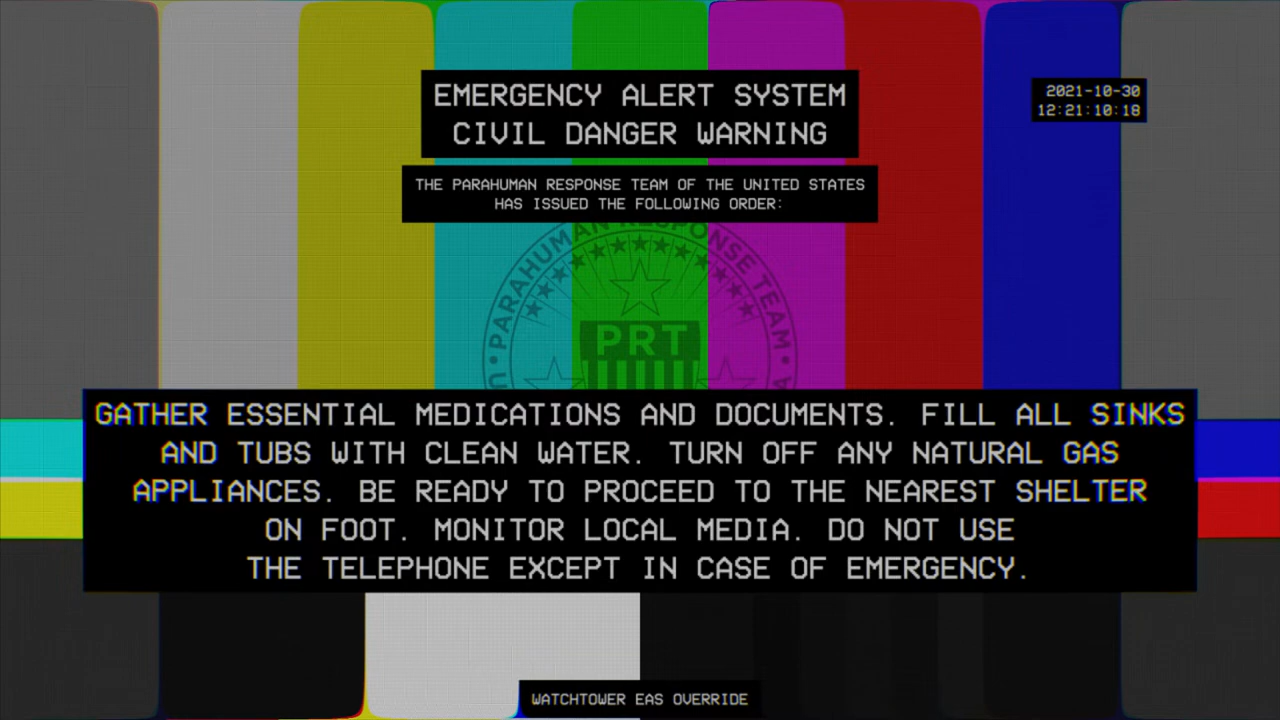 EMERGENCY ALERT SYSTEM
CIVIL DANGER WARNING
2021-10-30
12:21:10:18
THE PARAHUMAN RESPONSE TEAM OF THE UNITED STATES
HAS ISSUED THE FOLLOWING ORDER:
PARAHUMAN RESPONSE TEAM
PRT
GATHER ESSENTIAL MEDICATIONS AND DOCUMENTS. FILL ALL SINKS
AND TUBS WITH CLEAN WATER. TURN OFF ANY NATURAL GAS
APPLIANCES. BE READY TO PROCEED TO THE NEAREST SHELTER
ON FOOT. MONITOR LOCAL MEDIA. DO NOT USE
THE TELEPHONE EXCEPT IN CASE OF EMERGENCY.
WATCHTOWER EAS OVERRIDE